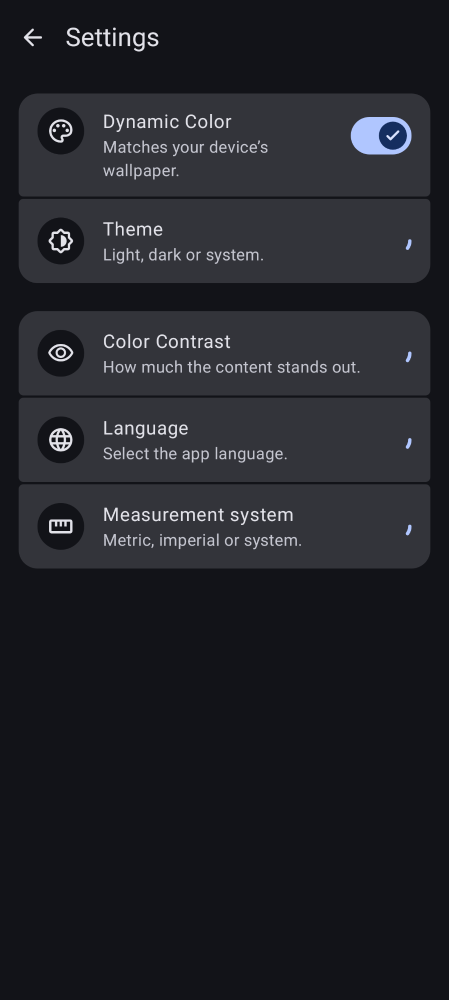 Settings
Dynamic Color
Matches your device's
wallpaper.
Theme
Light, dark or system.
Color Contrast
How much the content stands out.
Language
Select the app language.
Measurement system
Metric, imperial or system.